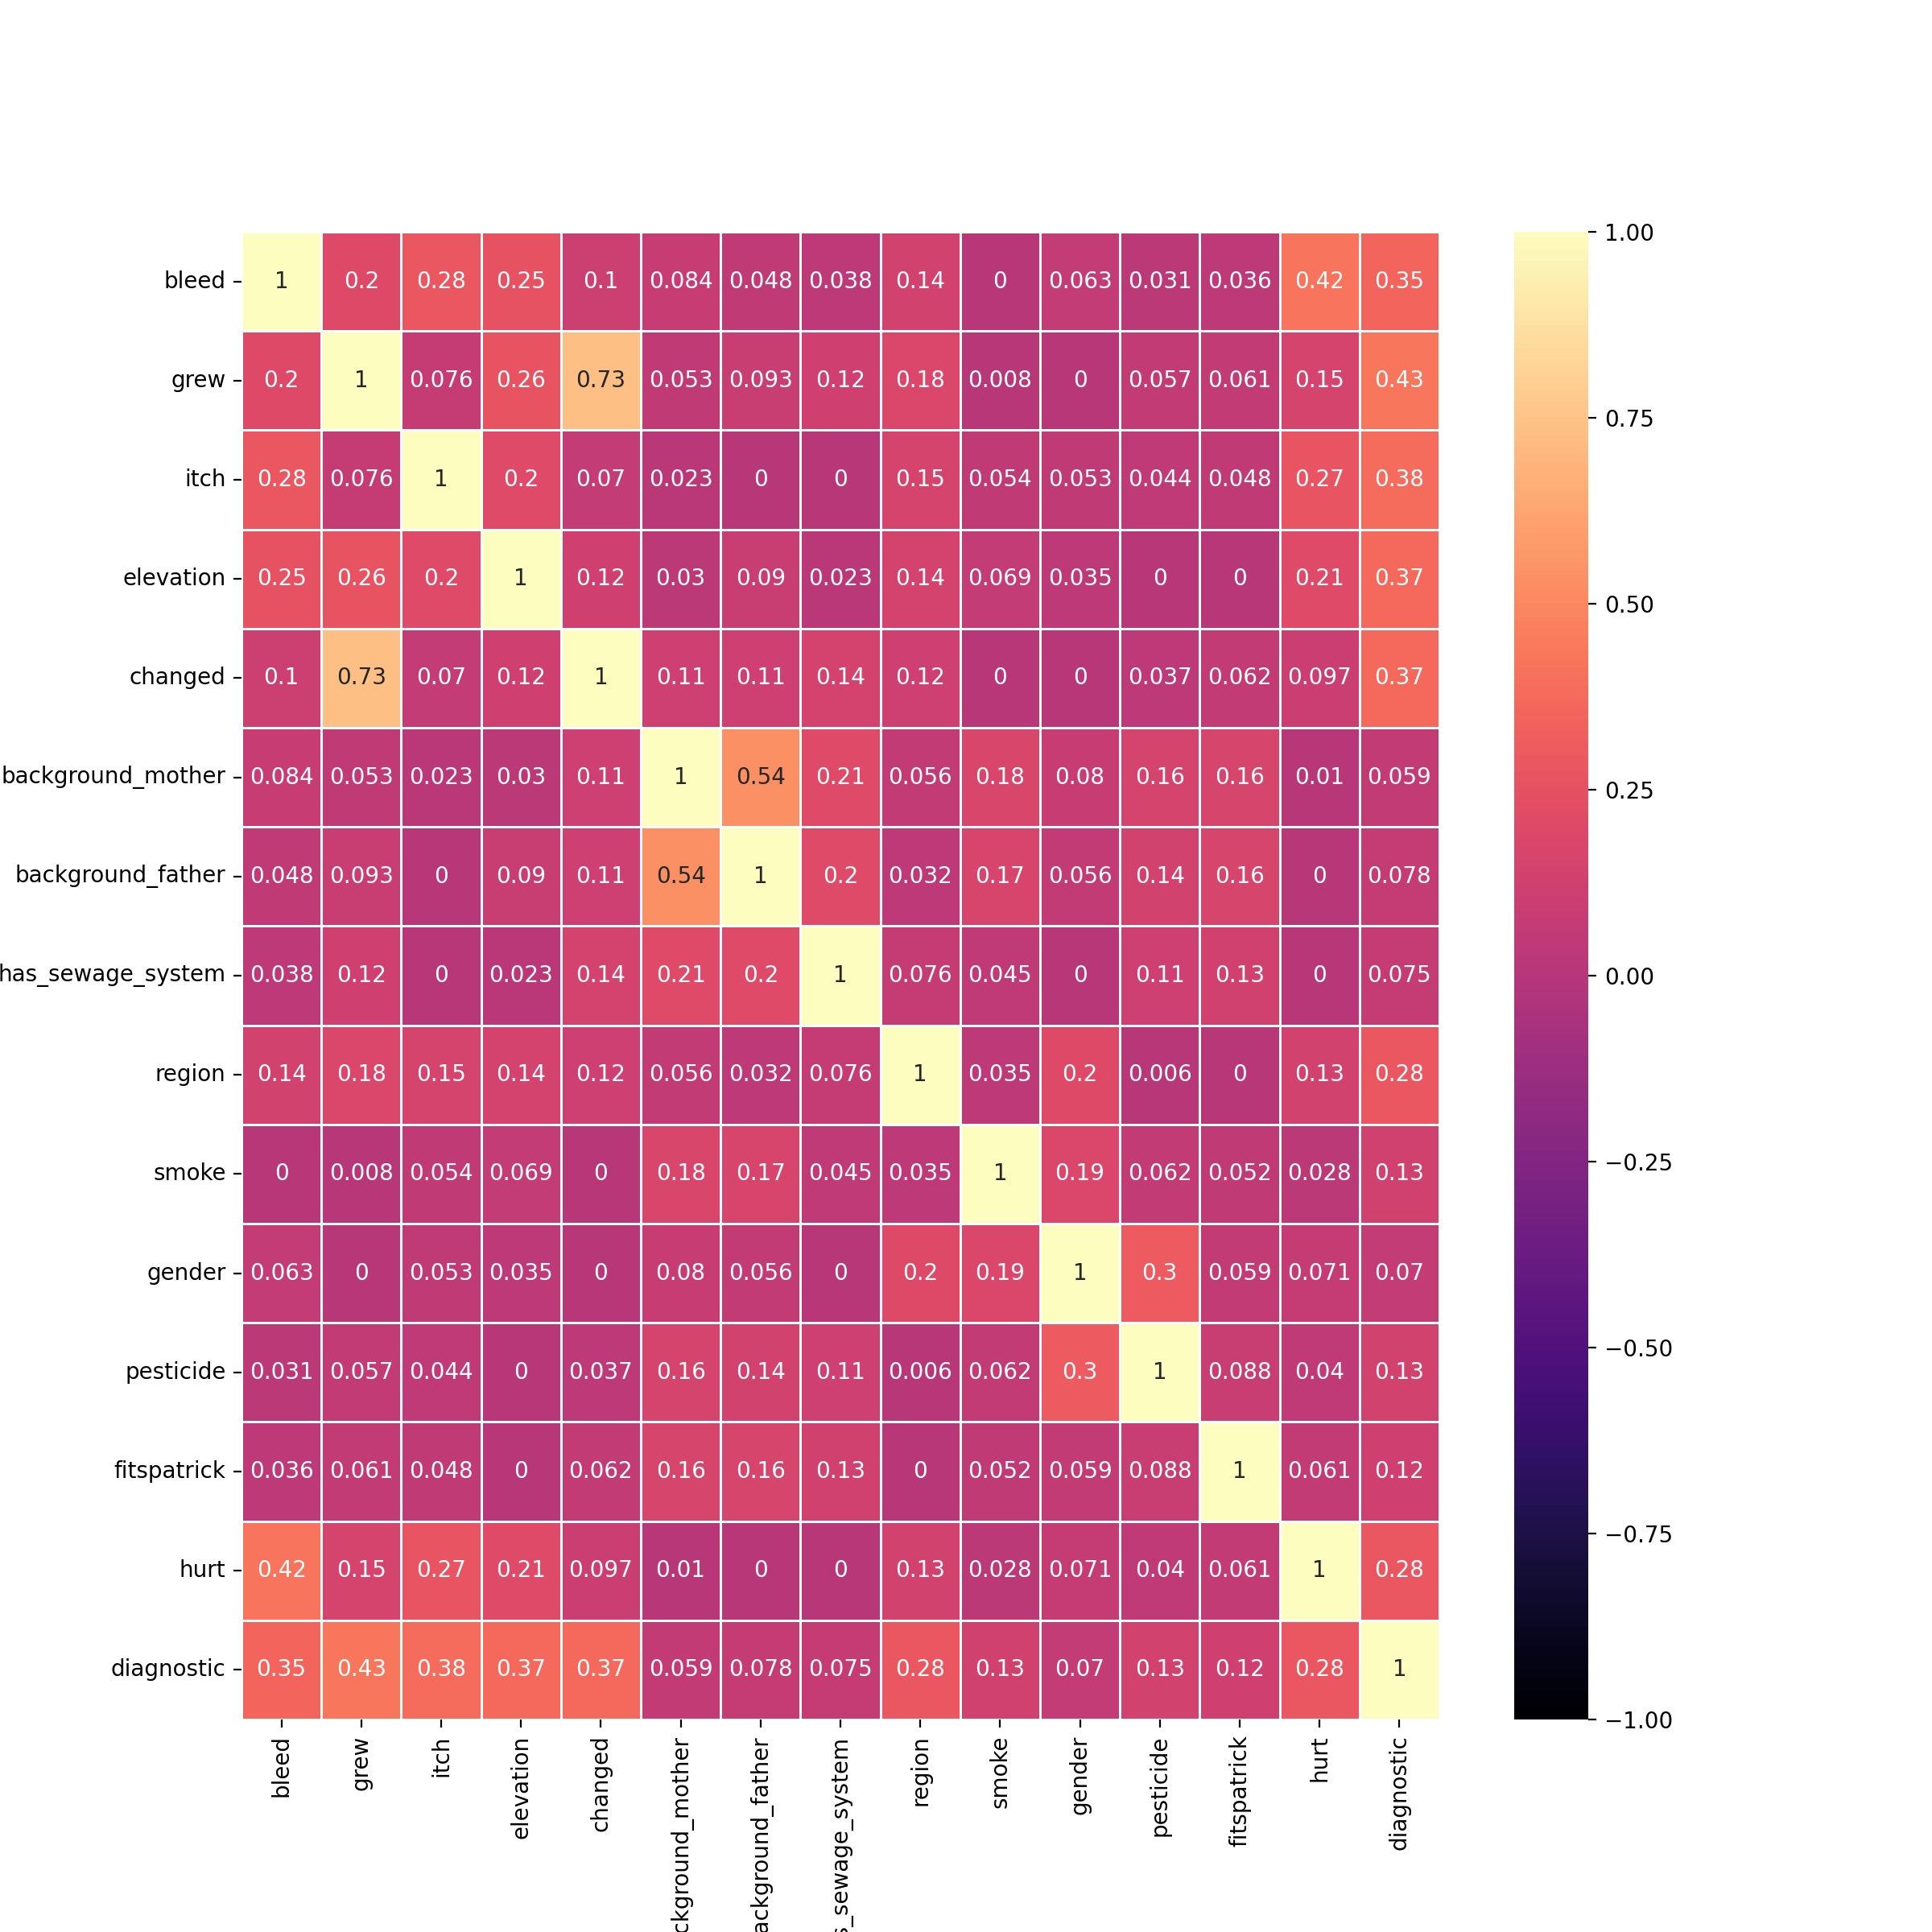 bleed 1 0.2 0.28 0.25 0.1 0.084 0.048 0.038 0.14 0 0.063 0.031 0.036 0.42 0.35
grew 0.2 1 0.076 0.26 0.73 0.053 0.093 0.12 0.18 0.008 0 0.057 0.061 0.15 0.43
itch 0.28 0.076 1 0.2 0.07 0.023 0 0 0.15 0.054 0.053 0.044 0.048 0.27 0.38
elevation 0.25 0.26 0.2 1 0.12 0.03 0.09 0.023 0.14 0.069 0.035 0 0 0.21 0.37
changed 0.1 0.73 0.07 0.12 1 0.11 0.11 0.14 0.12 0 0 0.037 0.062 0.097 0.37
background_mother 0.084 0.053 0.023 0.03 0.11 1 0.54 0.21 0.056 0.18 0.08 0.16 0.16 0.01 0.059
background_father 0.048 0.093 0 0.09 0.11 0.54 1 0.2 0.032 0.17 0.056 0.14 0.16 0 0.078
has_sewage_system 0.038 0.12 0 0.023 0.14 0.21 0.2 1 0.076 0.045 0 0.11 0.13 0 0.075
region 0.14 0.18 0.15 0.14 0.12 0.056 0.032 0.076 1 0.035 0.2 0.006 0 0.13 0.28
smoke 0 0.008 0.054 0.069 0 0.18 0.17 0.045 0.035 1 0.19 0.062 0.052 0.028 0.13
gender 0.063 0 0.053 0.035 0 0.08 0.056 0 0.2 0.19 1 0.3 0.059 0.071 0.07
pesticide 0.031 0.057 0.044 0 0.037 0.16 0.14 0.11 0.006 0.062 0.3 1 0.088 0.04 0.13
fitspatrick 0.036 0.061 0.048 0 0.062 0.16 0.16 0.13 0 0.052 0.059 0.088 1 0.061 0.12
hurt 0.42 0.15 0.27 0.21 0.097 0.01 0 0 0.13 0.028 0.071 0.04 0.061 1 0.28
diagnostic 0.35 0.43 0.38 0.37 0.37 0.059 0.078 0.075 0.28 0.13 0.07 0.13 0.12 0.28 1
bleed
grew
itch
elevation
changed
ckground_mother
ackground_father
s_sewage_system
region
smoke
gender
pesticide
fitspatrick
hurt
diagnostic
1.00
0.75
0.50
0.25
0.00
−0.25
−0.50
−0.75
−1.00